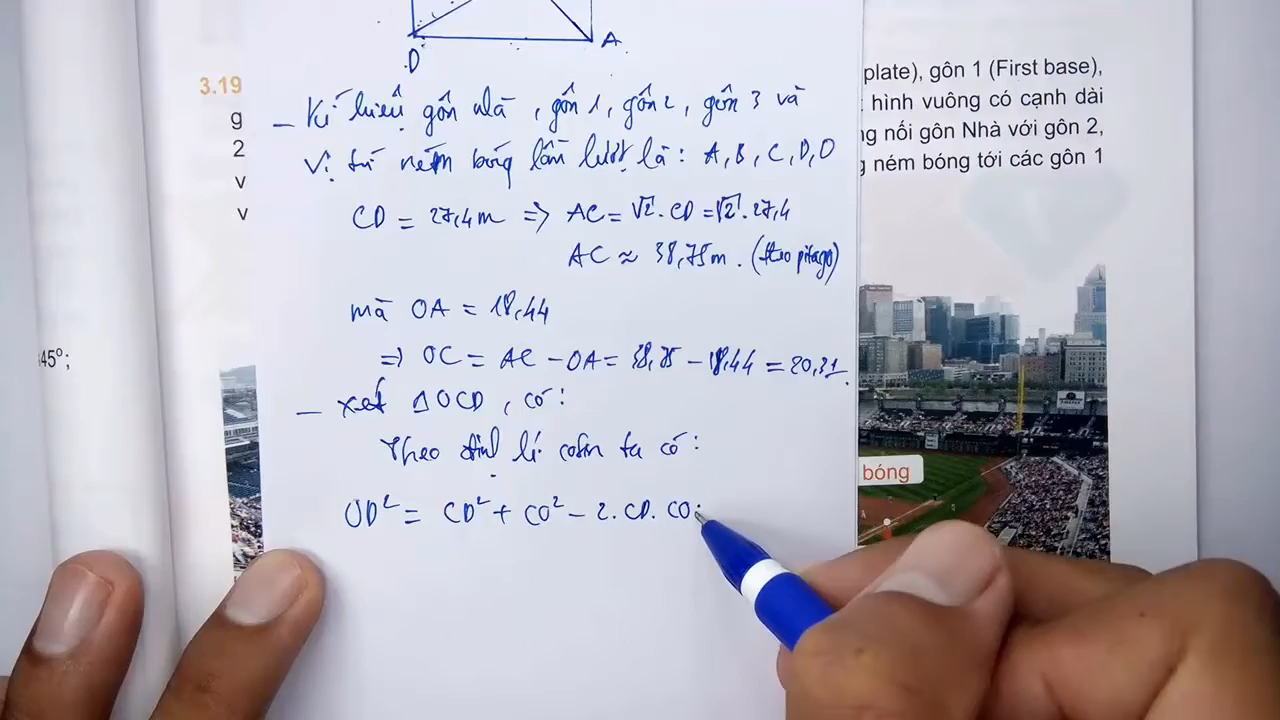 D
A
3.19
g
2
v
v
45°;
– Kí hiệu gôn nhà , gôn 1, gôn 2, gôn 3 và
Vị trí ném bóng lần lượt là : A, B, C, D, O
CD = 27,4m => AC = √2 . CD = √2 . 27,4
AC ≈ 38,75m . (theo pitago)
mà OA = 18,44
=> OC = AC – OA = 38,75 – 18,44 = 20,31.
– xét ΔOCD , có :
Theo định lí cosin ta có :
OD² = CD² + CO² – 2. CD. CO.
plate), gôn 1 (First base),
hình vuông có cạnh dài
g nối gôn Nhà với gôn 2,
ném bóng tới các gôn 1
bóng